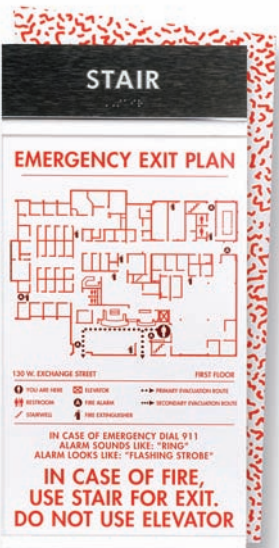 STAIR
EMERGENCY EXIT PLAN
130 W. EXCHANGE STREET FIRST FLOOR
YOU ARE HERE ELEVATOR PRIMARY EVACUATION ROUTE
RESTROOM A FIRE ALARM SECONDARY EVACUATION ROUTE
STAIRWELL FIRE EXTINGUISHER
IN CASE OF EMERGENCY DIAL 911
ALARM SOUNDS LIKE: "RING"
ALARM LOOKS LIKE: "FLASHING STROBE"
IN CASE OF FIRE,
USE STAIR FOR EXIT.
DO NOT USE ELEVATOR